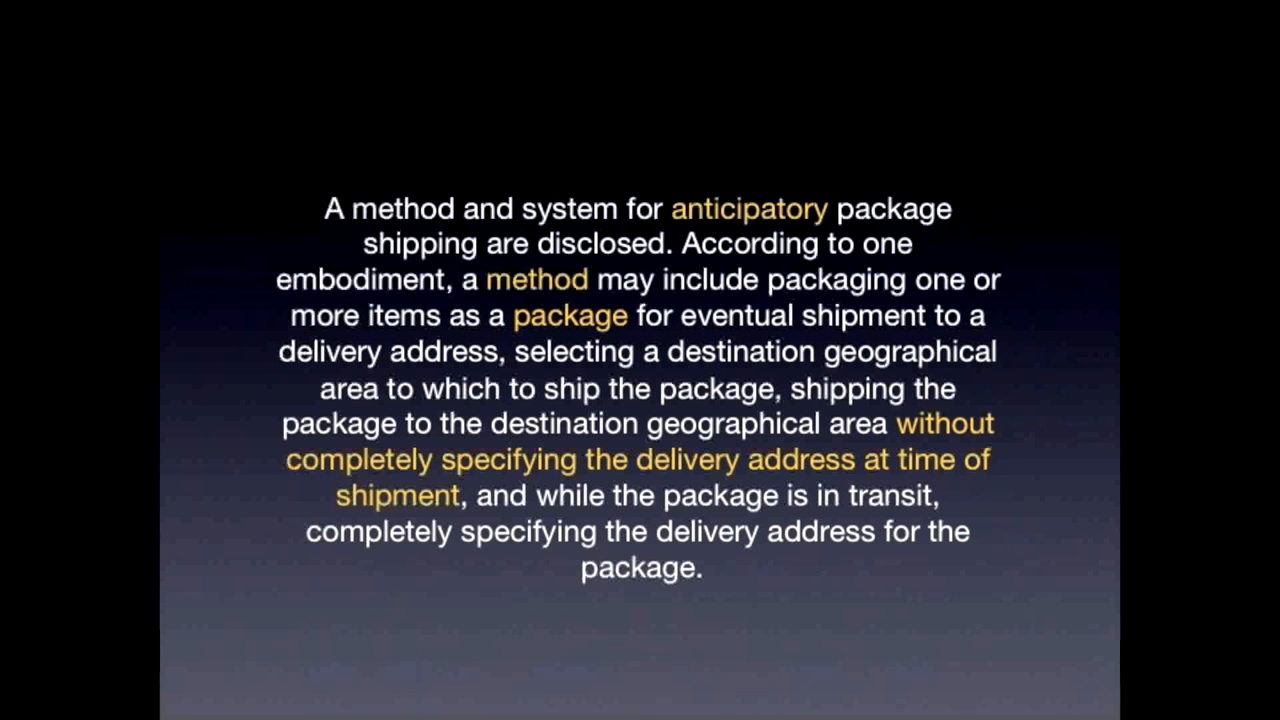 A method and system for anticipatory package
shipping are disclosed. According to one
embodiment, a method may include packaging one or
more items as a package for eventual shipment to a
delivery address, selecting a destination geographical
area to which to ship the package, shipping the
package to the destination geographical area without
completely specifying the delivery address at time of
shipment, and while the package is in transit,
completely specifying the delivery address for the
package.